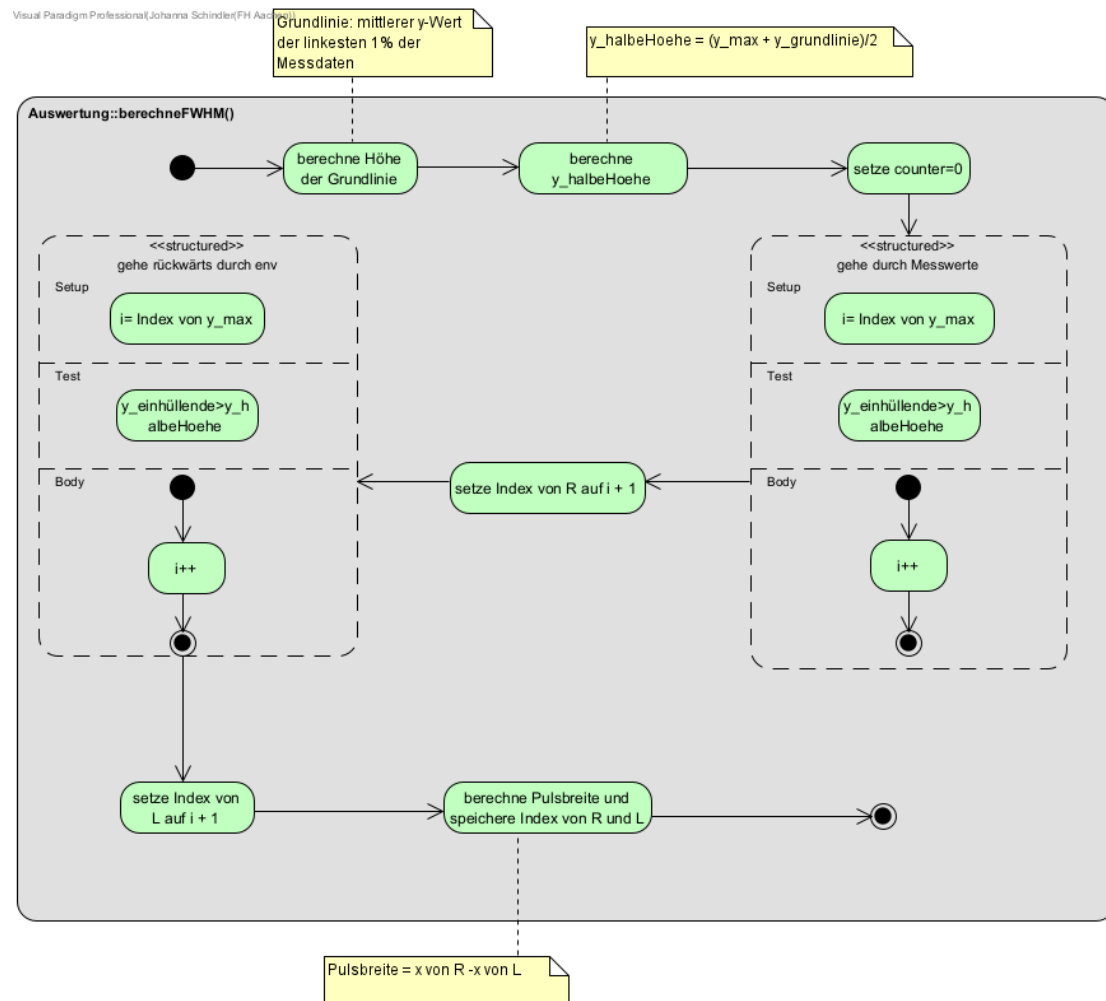 Visual Paradigm Professional(Johanna Schindler(FH Aachen))
Grundlinie: mittlerer y-Wert
der linkesten 1% der
Messdaten
y_halbeHoehe = (y_max + y_grundlinie)/2
Auswertung::berechneFWHM()
berechne Höhe
der Grundlinie
berechne
y_halbeHoehe
setze counter=0
<<structured>>
gehe rückwärts durch env
Setup
i= Index von y_max
Test
y_einhüllende>y_h
albeHoehe
Body
i++
<<structured>>
gehe durch Messwerte
Setup
i= Index von y_max
Test
y_einhüllende>y_h
albeHoehe
Body
i++
setze Index von R auf i + 1
setze Index von
L auf i + 1
berechne Pulsbreite und
speichere Index von R und L
Pulsbreite = x von R -x von L